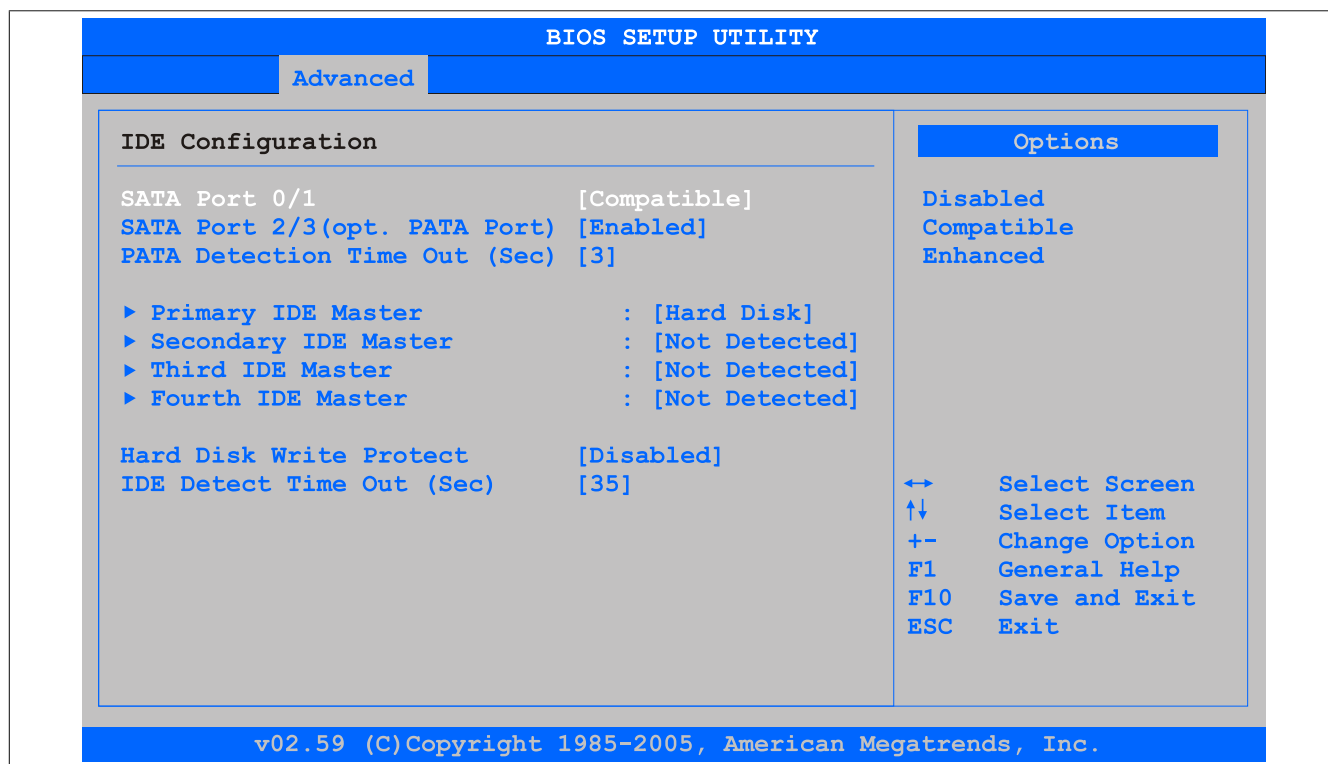 BIOS SETUP UTILITY
Advanced
IDE Configuration
SATA Port 0/1 [Compatible]
SATA Port 2/3(opt. PATA Port) [Enabled]
PATA Detection Time Out (Sec) [3]
▶ Primary IDE Master : [Hard Disk]
▶ Secondary IDE Master : [Not Detected]
▶ Third IDE Master : [Not Detected]
▶ Fourth IDE Master : [Not Detected]
Hard Disk Write Protect [Disabled]
IDE Detect Time Out (Sec) [35]
Options
Disabled
Compatible
Enhanced
↔ Select Screen
↑↓ Select Item
+- Change Option
F1 General Help
F10 Save and Exit
ESC Exit
v02.59 (C)Copyright 1985-2005, American Megatrends, Inc.